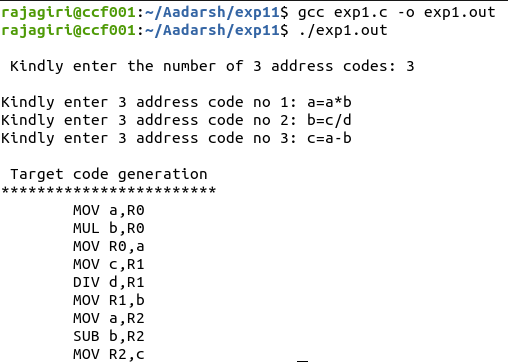 rajagiri@ccf001:~/Aadarsh/exp11$ gcc exp1.c -o exp1.out
rajagiri@ccf001:~/Aadarsh/exp11$ ./exp1.out
Kindly enter the number of 3 address codes: 3
Kindly enter 3 address code no 1: a=a*b
Kindly enter 3 address code no 2: b=c/d
Kindly enter 3 address code no 3: c=a-b
Target code generation
************************
MOV a,R0
MUL b,R0
MOV R0,a
MOV c,R1
DIV d,R1
MOV R1,b
MOV a,R2
SUB b,R2
MOV R2,c